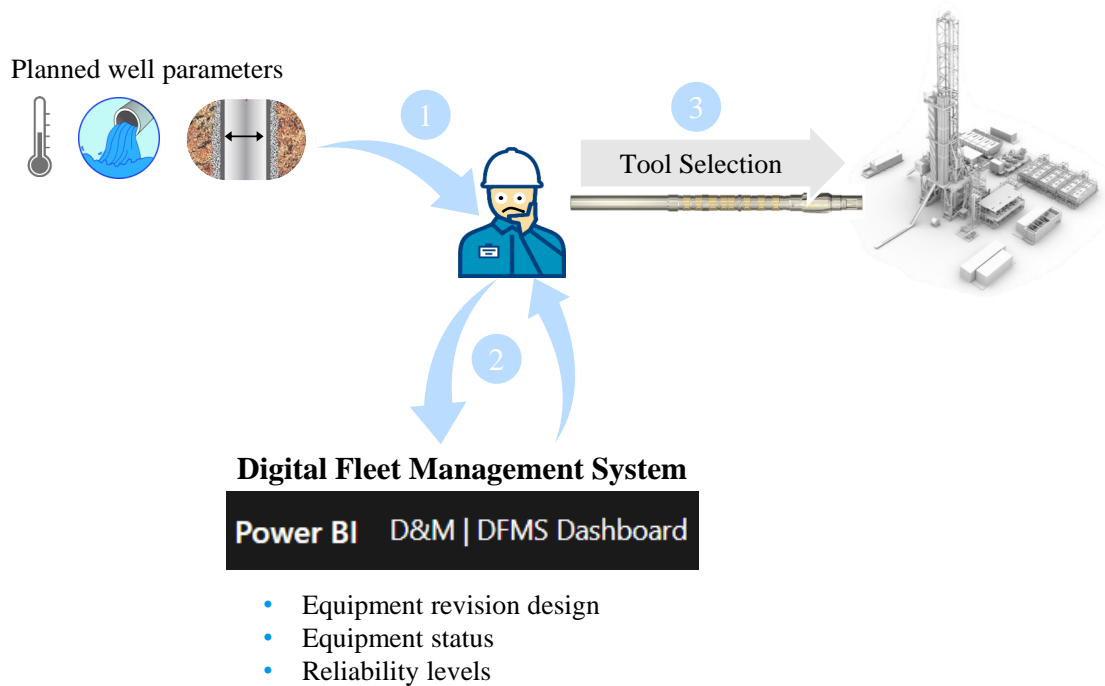 Planned well parameters
1
3
Tool Selection
2
Digital Fleet Management System
Power BI D&M | DFMS Dashboard
• Equipment revision design
• Equipment status
• Reliability levels